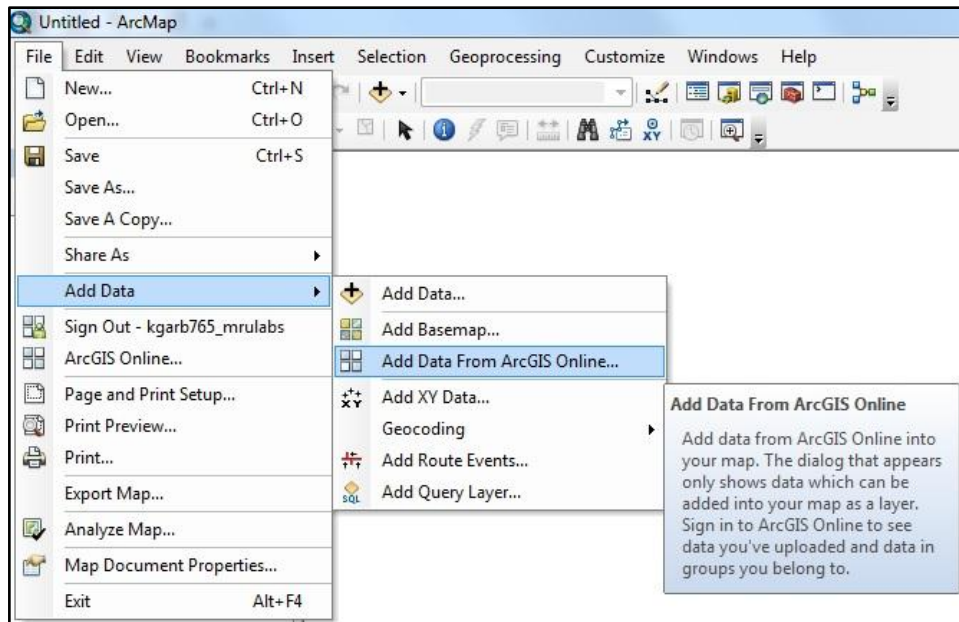 Untitled - ArcMap
File Edit View Bookmarks Insert Selection Geoprocessing Customize Windows Help
New... Ctrl+N
Open... Ctrl+O
Save Ctrl+S
Save As...
Save A Copy...
Share As
Add Data
Sign Out - kgarb765_mrulabs
ArcGIS Online...
Page and Print Setup...
Print Preview...
Print...
Export Map...
Analyze Map...
Map Document Properties...
Exit Alt+F4
XY
Add Data...
Add Basemap...
Add Data From ArcGIS Online...
XY
Add XY Data...
Geocoding
Add Route Events...
SQL
Add Query Layer...
Add Data From ArcGIS Online
Add data from ArcGIS Online into
your map. The dialog that appears
only shows data which can be
added into your map as a layer.
Sign in to ArcGIS Online to see
data you've uploaded and data in
groups you belong to.